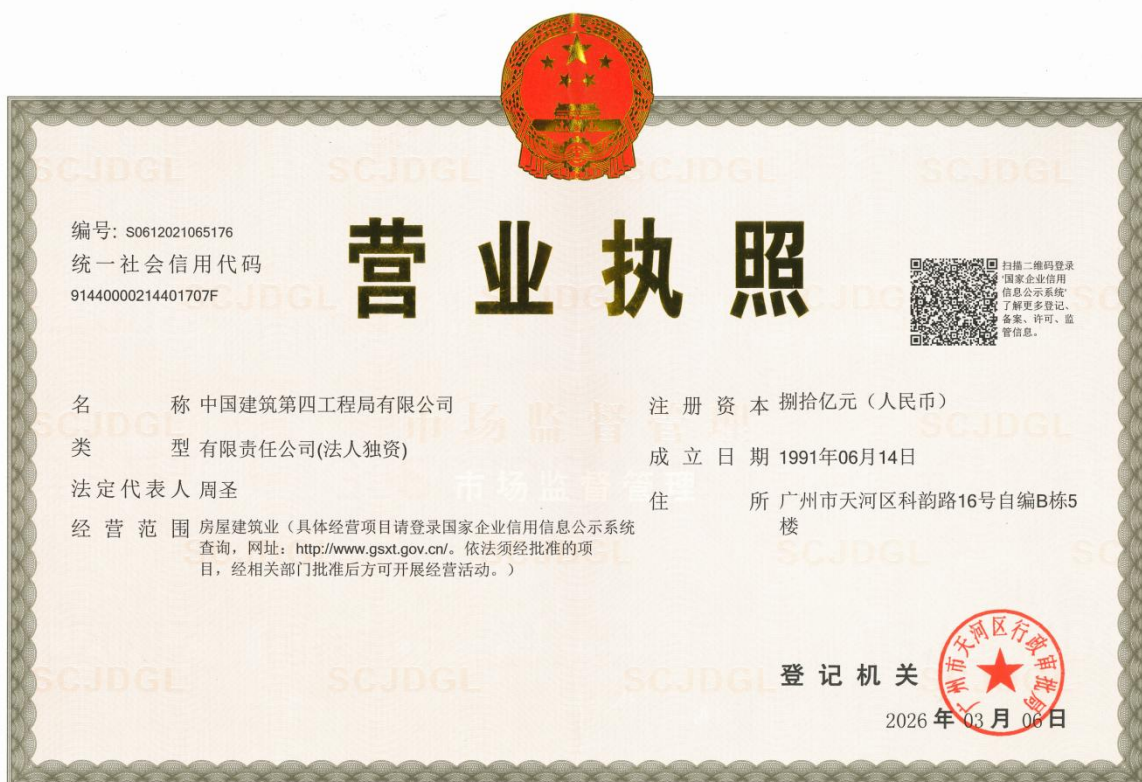 编号: S0612021065176
统一社会信用代码
91440000214401707F
营业执照
扫描二维码登录
'国家企业信用
信息公示系统'
了解更多登记、
备案、许可、监
管信息。
名称 中国建筑第四工程局有限公司
类型 有限责任公司(法人独资)
法定代表人 周圣
经营范围 房屋建筑业（具体经营项目请登录国家企业信用信息公示系统
查询，网址：http://www.gsxt.gov.cn/。依法须经批准的项
目，经相关部门批准后方可开展经营活动。）
注册资本 捌拾亿元（人民币）
成立日期 1991年06月14日
住所 广州市天河区科韵路16号自编B栋5
楼
登记机关
广州市天河区行政审批局
2026年03月06日
SCJDGL
市场监督管理